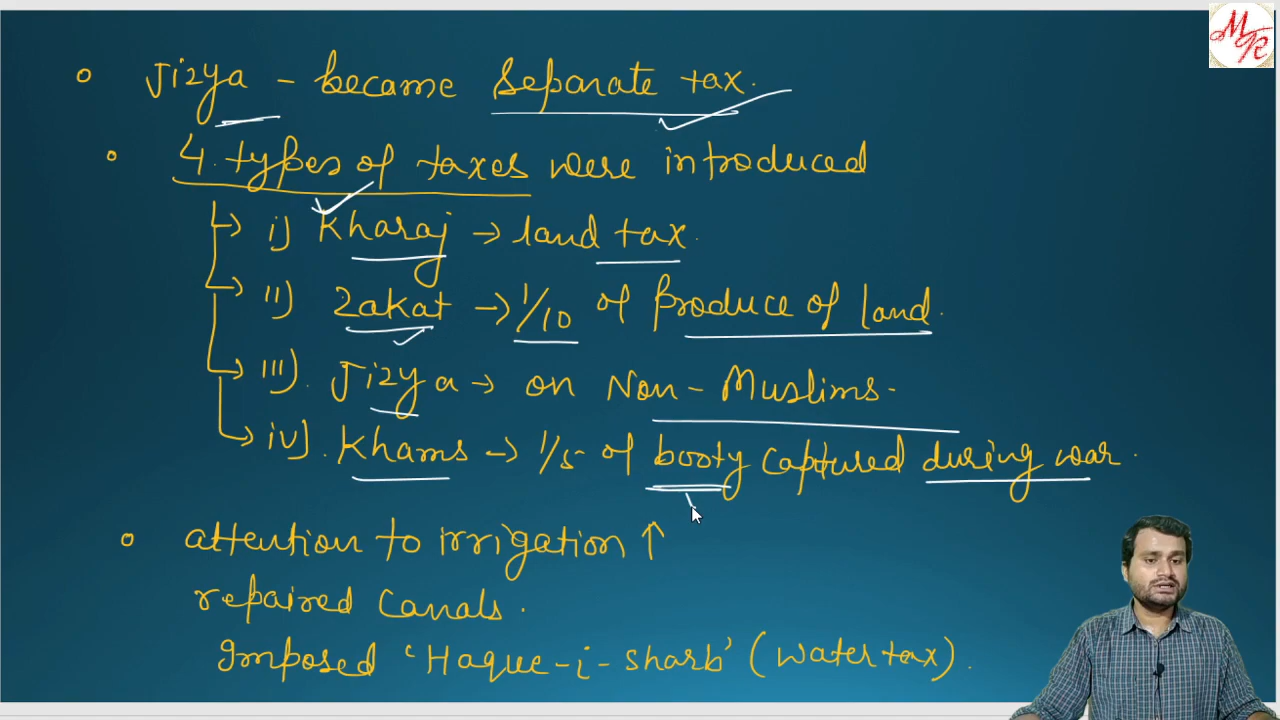 MR
Jizya - became separate tax.
4 types of taxes were introduced
i) Kharaj → land tax.
ii) Zakat → 1/10 of produce of land.
iii) Jizya → on Non-Muslims.
iv) Khams → 1/5 of booty captured during war.
attention to irrigation ↑
repaired canals.
Imposed 'Haque-i-sharb' (water tax).